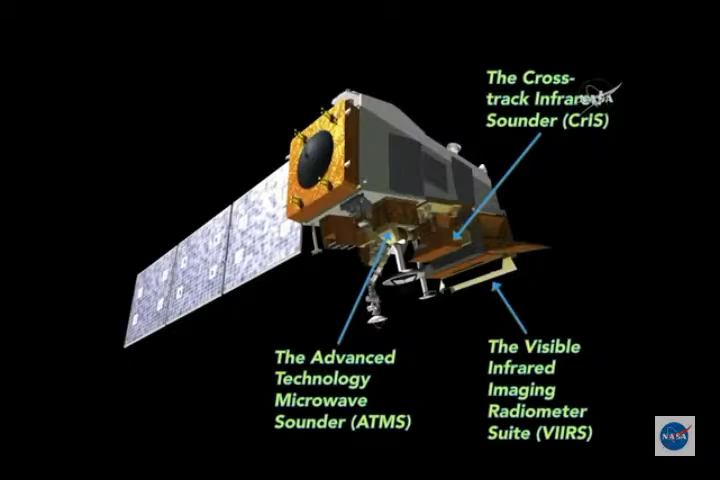 The Cross-
track Infrared
Sounder (CrIS)
NASA
The Advanced
Technology
Microwave
Sounder (ATMS)
The Visible
Infrared
Imaging
Radiometer
Suite (VIIRS)
NASA